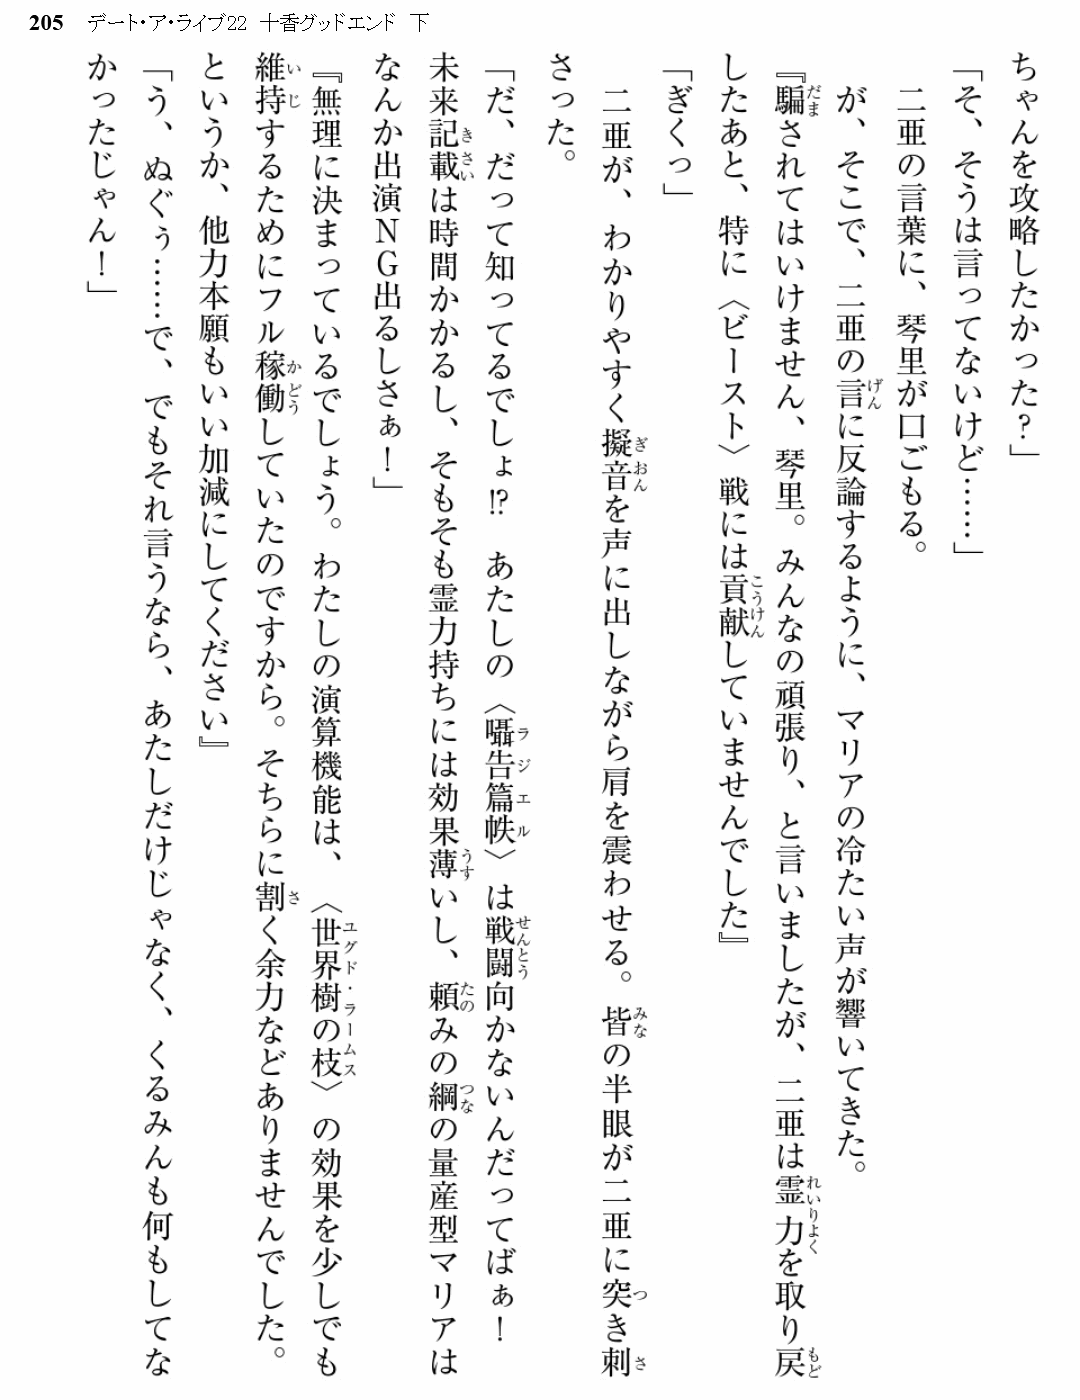 205 デート・ア・ライブ22 十香グッドエンド 下
ちゃんを攻略したかった？」
「そ、そうは言ってないけど……」
二亜の言葉に、琴里が口ごもる。
が、そこで、二亜の言に反論するように、マリアの冷たい声が響いてきた。
『騙されてはいけません、琴里。みんなの頑張り、と言いましたが、二亜は霊力を取り戻
したあと、特に〈ビースト〉戦には貢献していませんでした』
「ぎくっ」
二亜が、わかりやすく擬音を声に出しながら肩を震わせる。皆の半眼が二亜に突き刺
さった。
「だ、だって知ってるでしょ⁉ あたしの〈囁告篇帙〉は戦闘向かないんだってばぁ！
未来記載は時間かかるし、そもそも霊力持ちには効果薄いし、頼みの綱の量産型マリアは
なんか出演ＮＧ出るしさぁ！」
『無理に決まっているでしょう。わたしの演算機能は、〈世界樹の枝〉の効果を少しでも
維持するためにフル稼働していたのですから。そちらに割く余力などありませんでした。
というか、他力本願もいい加減にしてください』
「う、ぬぐぅ……で、でもそれ言うなら、あたしだけじゃなく、くるみんも何もしてな
かったじゃん！」